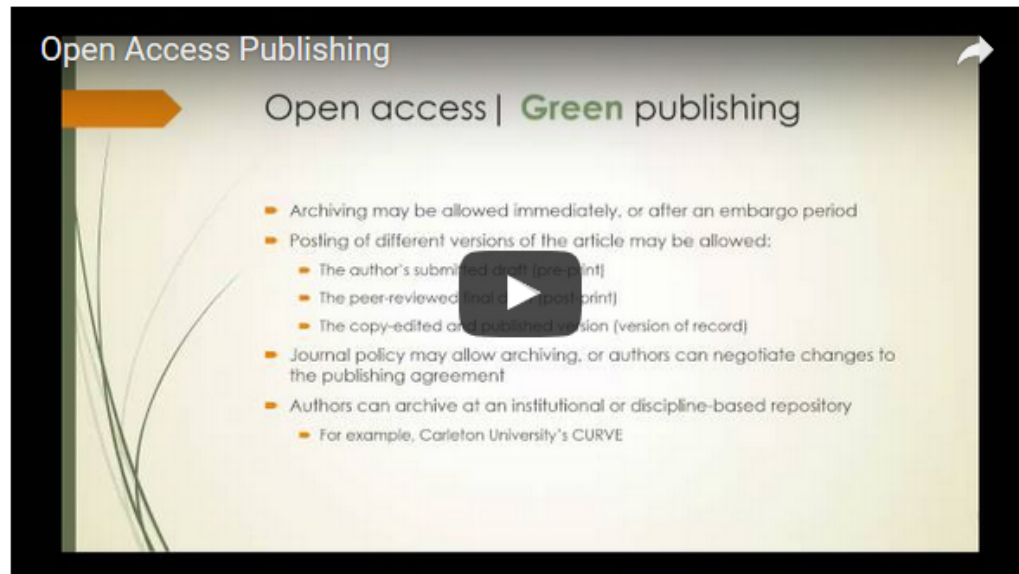 Open Access Publishing
Open access| Green publishing
Archiving may be allowed immediately, or after an embargo period
Posting of different versions of the article may be allowed:
The author's submitted draft (pre-print)
The peer-reviewed final draft (post-print)
The copy-edited and published version (version of record)
Journal policy may allow archiving, or authors can negotiate changes to
the publishing agreement
Authors can archive at an institutional or discipline-based repository
For example, Carleton University's CURVE